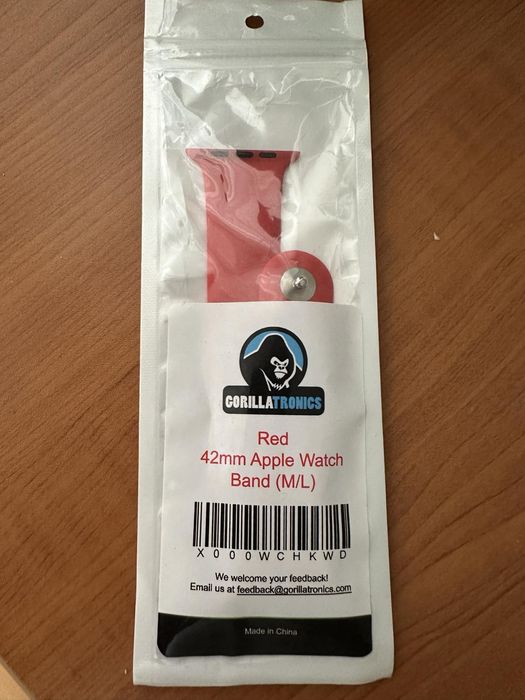 GORILLATRONICS
Red
42mm Apple Watch
Band (M/L)
X000WCHKWD
We welcome your feedback!
Email us at feedback@gorillatronics.com
Made in China